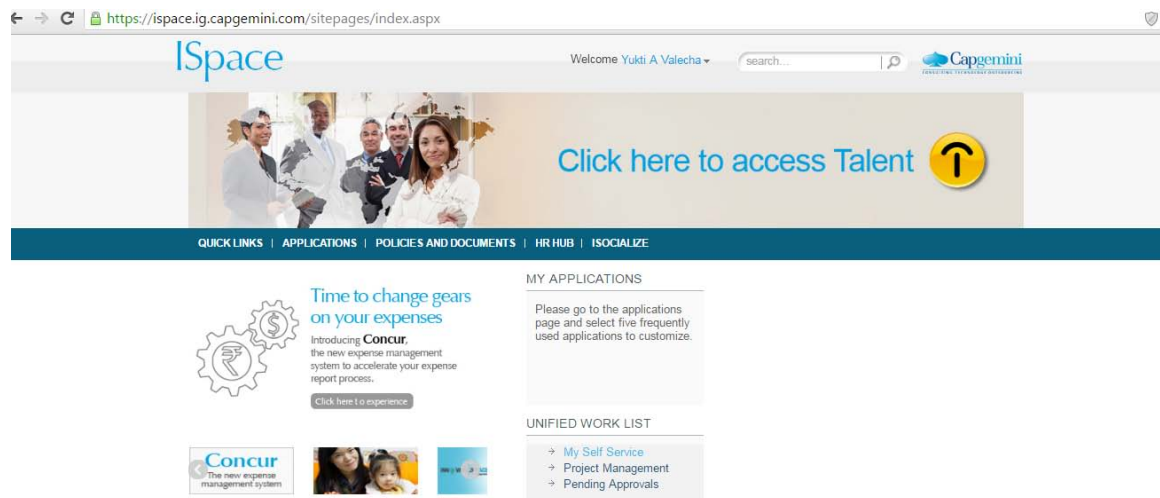 https://ispace.ig.capgemini.com/sitepages/index.aspx
ISpace
Welcome Yukti A Valecha
search...
Capgemini
CONSULTING.TECHNOLOGY.OUTSOURCING
Click here to access Talent
QUICK LINKS | APPLICATIONS | POLICIES AND DOCUMENTS | HR HUB | ISOCIALIZE
Time to change gears
on your expenses
Introducing Concur,
the new expense management
system to accelerate your expense
report process.
Click here to experience
Concur
The new expense
management system
MY APPLICATIONS
Please go to the applications
page and select five frequently
used applications to customize.
UNIFIED WORK LIST
My Self Service
Project Management
Pending Approvals